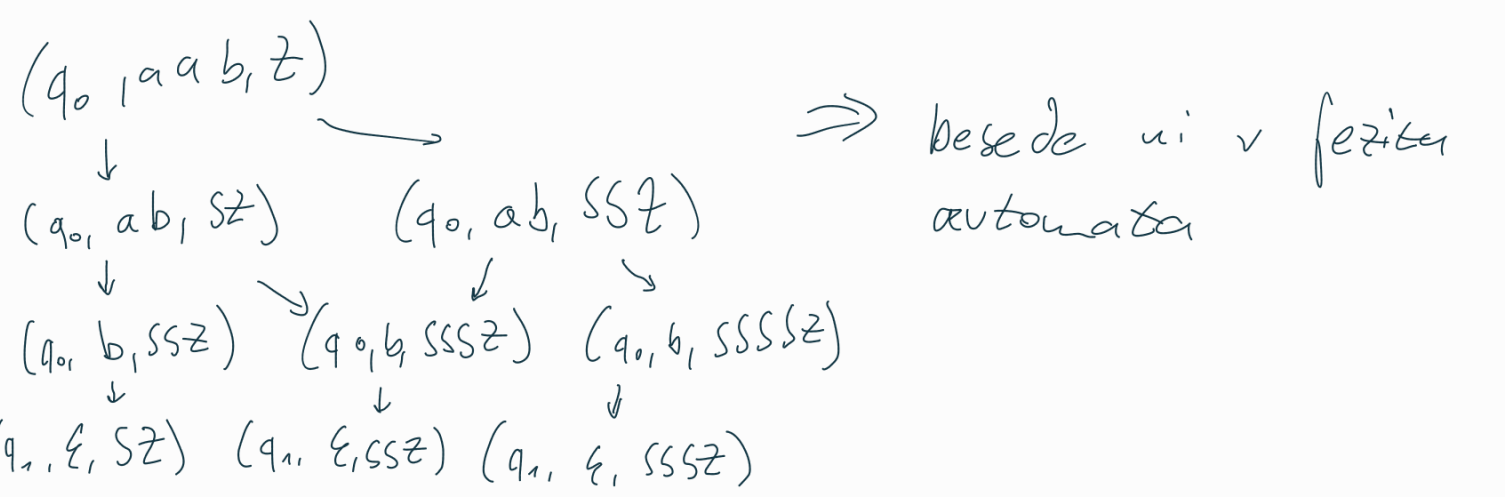 (q₀, aab, Z)
⇒ besede ni v jeziku
avtomata
(q₀, ab, SZ) (q₀, ab, SSZ)
(q₀, b, SSZ) (q₀, b, SSSZ) (q₀, b, SSSSZ)
q₁, ε, SZ) (q₁, ε, SSZ) (q₁, ε, SSSZ)